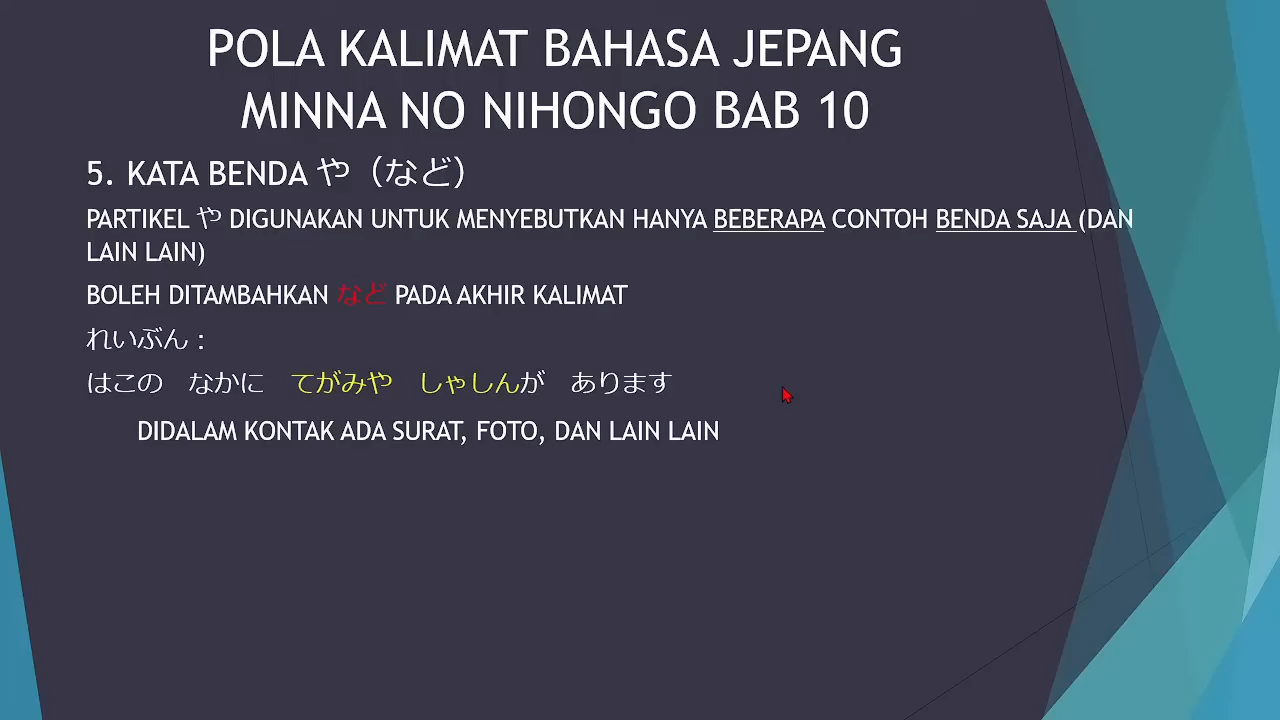 POLA KALIMAT BAHASA JEPANG
MINNA NO NIHONGO BAB 10
5. KATA BENDA や（など）
PARTIKEL や DIGUNAKAN UNTUK MENYEBUTKAN HANYA BEBERAPA CONTOH BENDA SAJA (DAN
LAIN LAIN)
BOLEH DITAMBAHKAN など PADA AKHIR KALIMAT
れいぶん :
はこの　なかに　てがみや　しゃしんが　あります
DIDALAM KONTAK ADA SURAT, FOTO, DAN LAIN LAIN